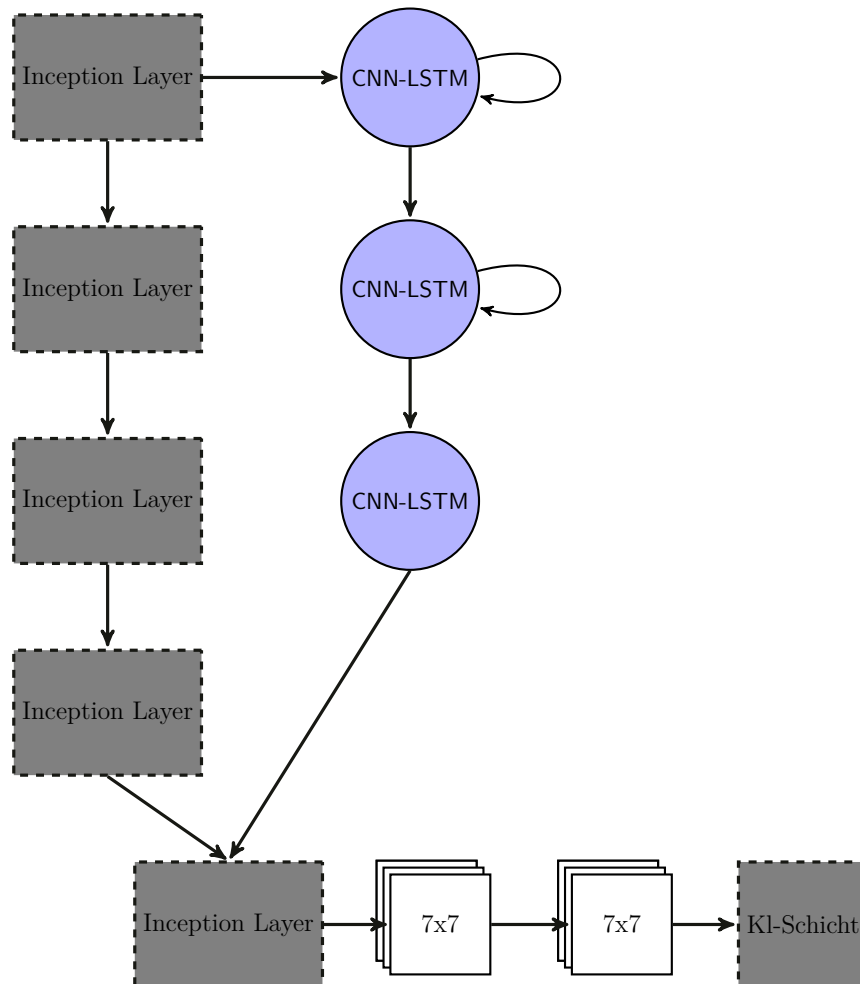 Inception Layer
CNN-LSTM
Inception Layer
CNN-LSTM
Inception Layer
CNN-LSTM
Inception Layer
Inception Layer
7x7
7x7
Kl-Schicht